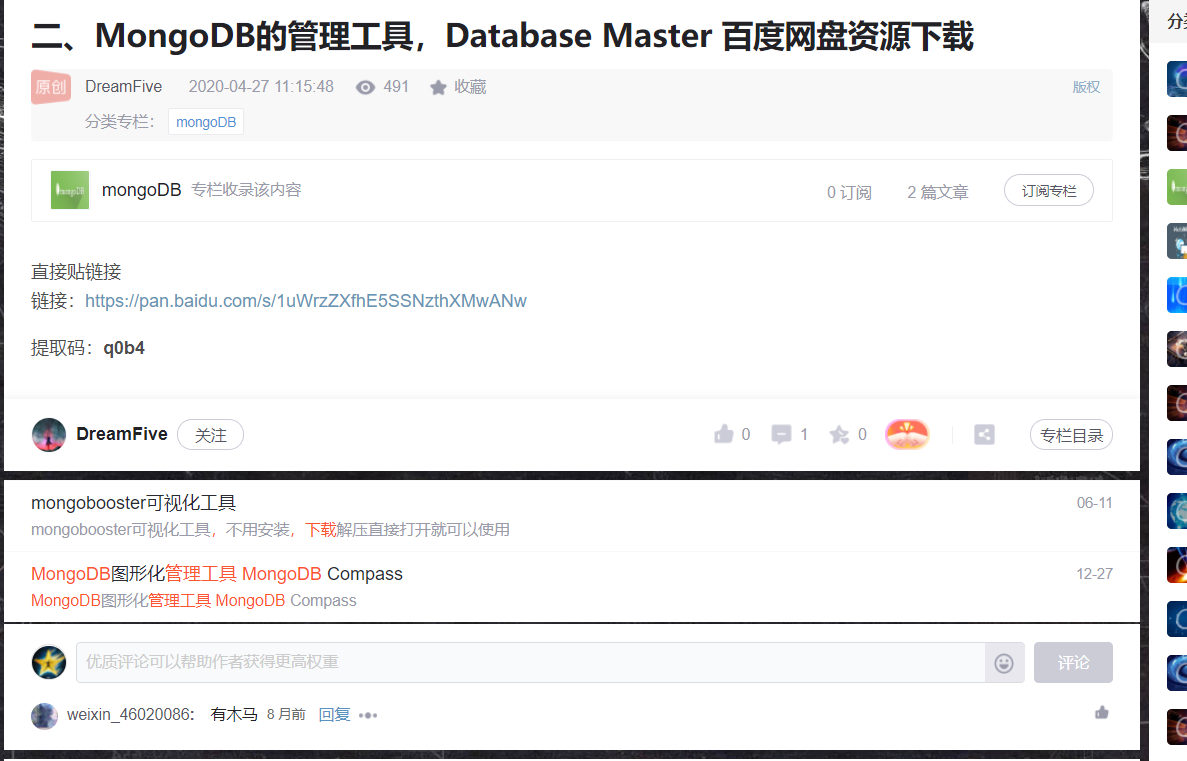 二、MongoDB的管理工具，Database Master 百度网盘资源下载
原创 DreamFive 2020-04-27 11:15:48 491 收藏 版权
分类专栏： mongoDB
mongoDB 专栏收录该内容 0 订阅 2 篇文章 订阅专栏
直接贴链接
链接：https://pan.baidu.com/s/1uWrzZXfhE5SSNzthXMwANw
提取码：q0b4
DreamFive 关注 0 1 0 专栏目录
mongobooster可视化工具 06-11
mongobooster可视化工具，不用安装，下载解压直接打开就可以使用
MongoDB图形化管理工具 MongoDB Compass 12-27
MongoDB图形化管理工具 MongoDB Compass
优质评论可以帮助作者获得更高权重 评论
weixin_46020086： 有木马 8 月前 回复